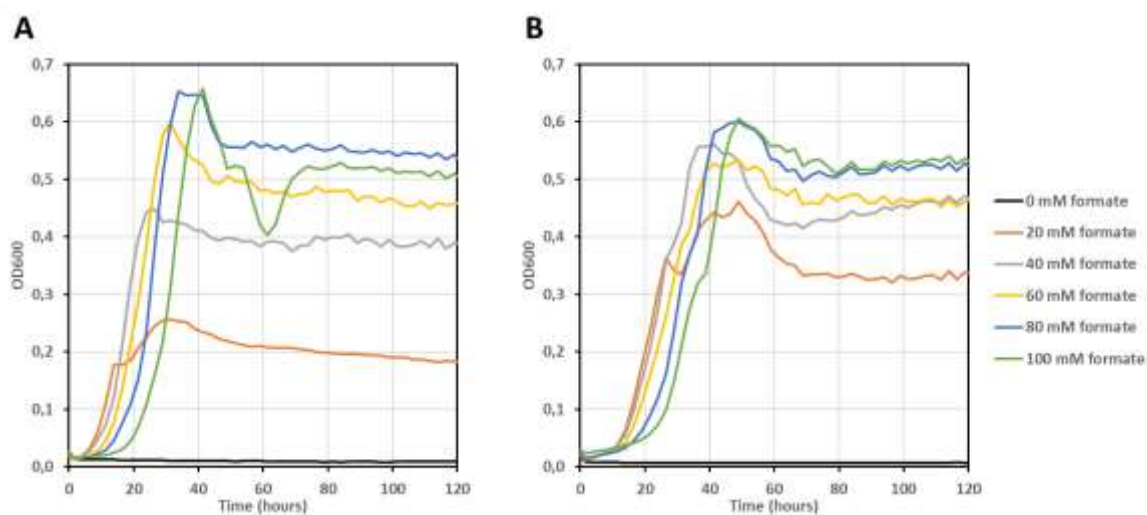 A
B
0,7
0,6
0,5
0,4
0,3
0,2
0,1
0,0
OD600
0 20 40 60 80 100 120
Time (hours)
0,7
0,6
0,5
0,4
0,3
0,2
0,1
0,0
OD600
0 20 40 60 80 100 120
Time (hours)
0 mM formate
20 mM formate
40 mM formate
60 mM formate
80 mM formate
100 mM formate